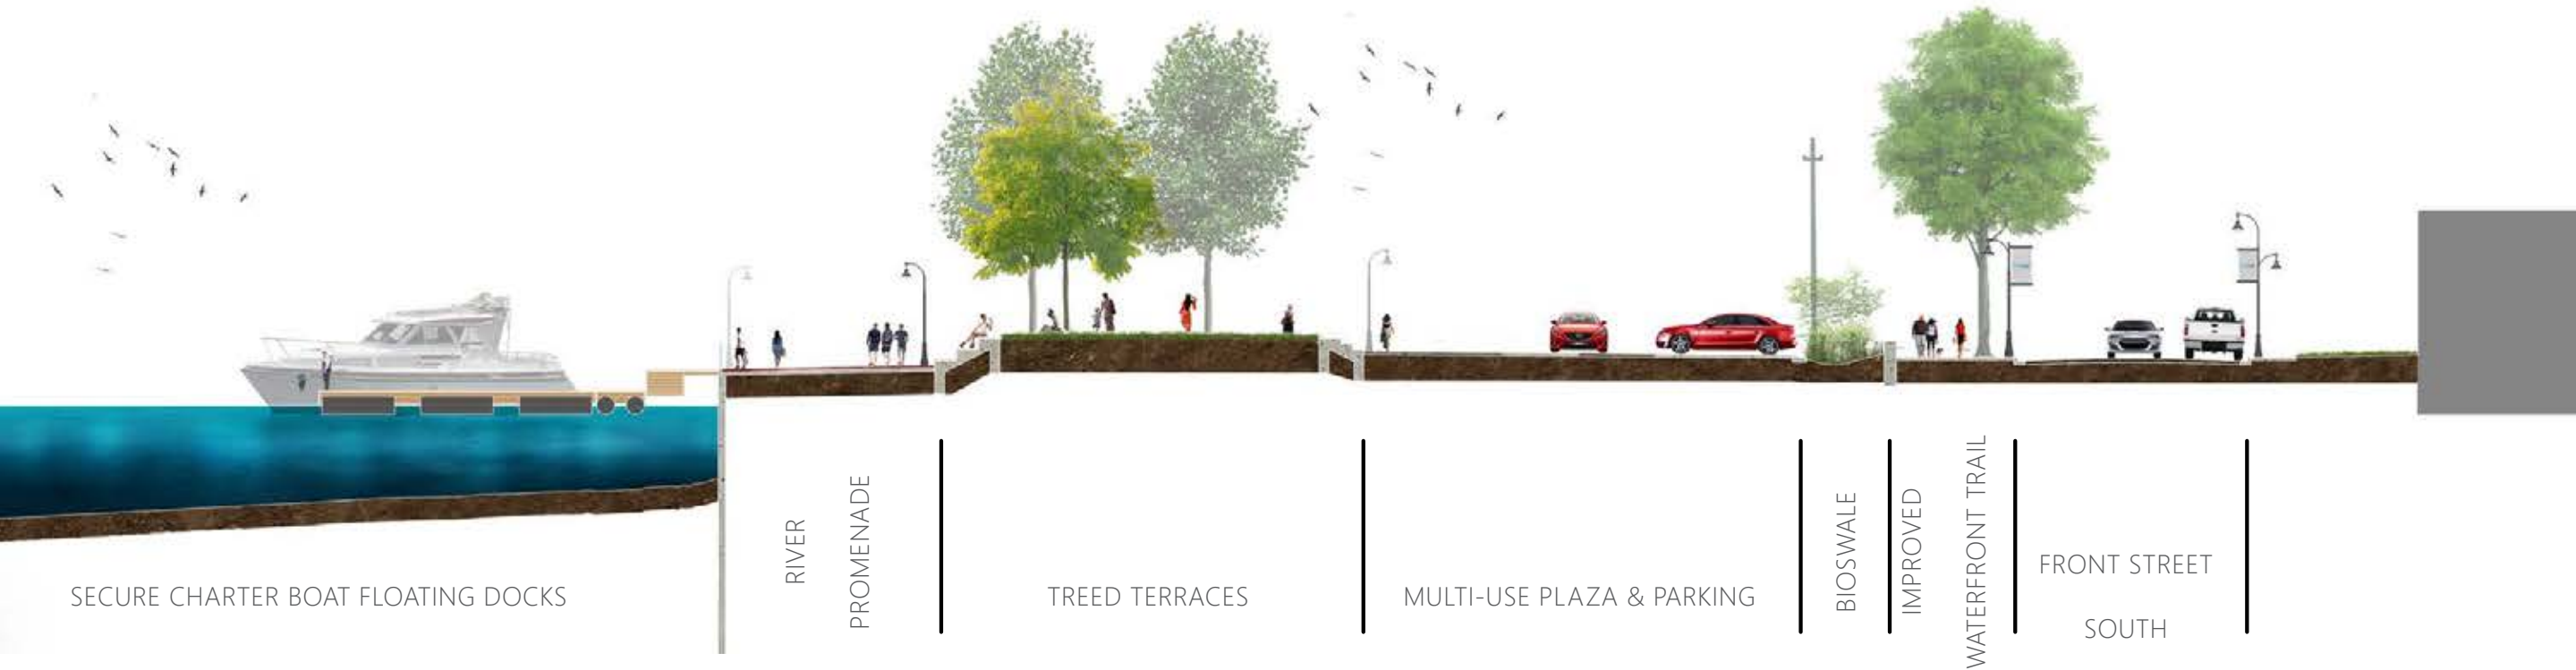 SECURE CHARTER BOAT FLOATING DOCKS
RIVER
PROMENADE
TREED TERRACES
MULTI-USE PLAZA & PARKING
BIOSWALE
IMPROVED
WATERFRONT TRAIL
FRONT STREET
SOUTH